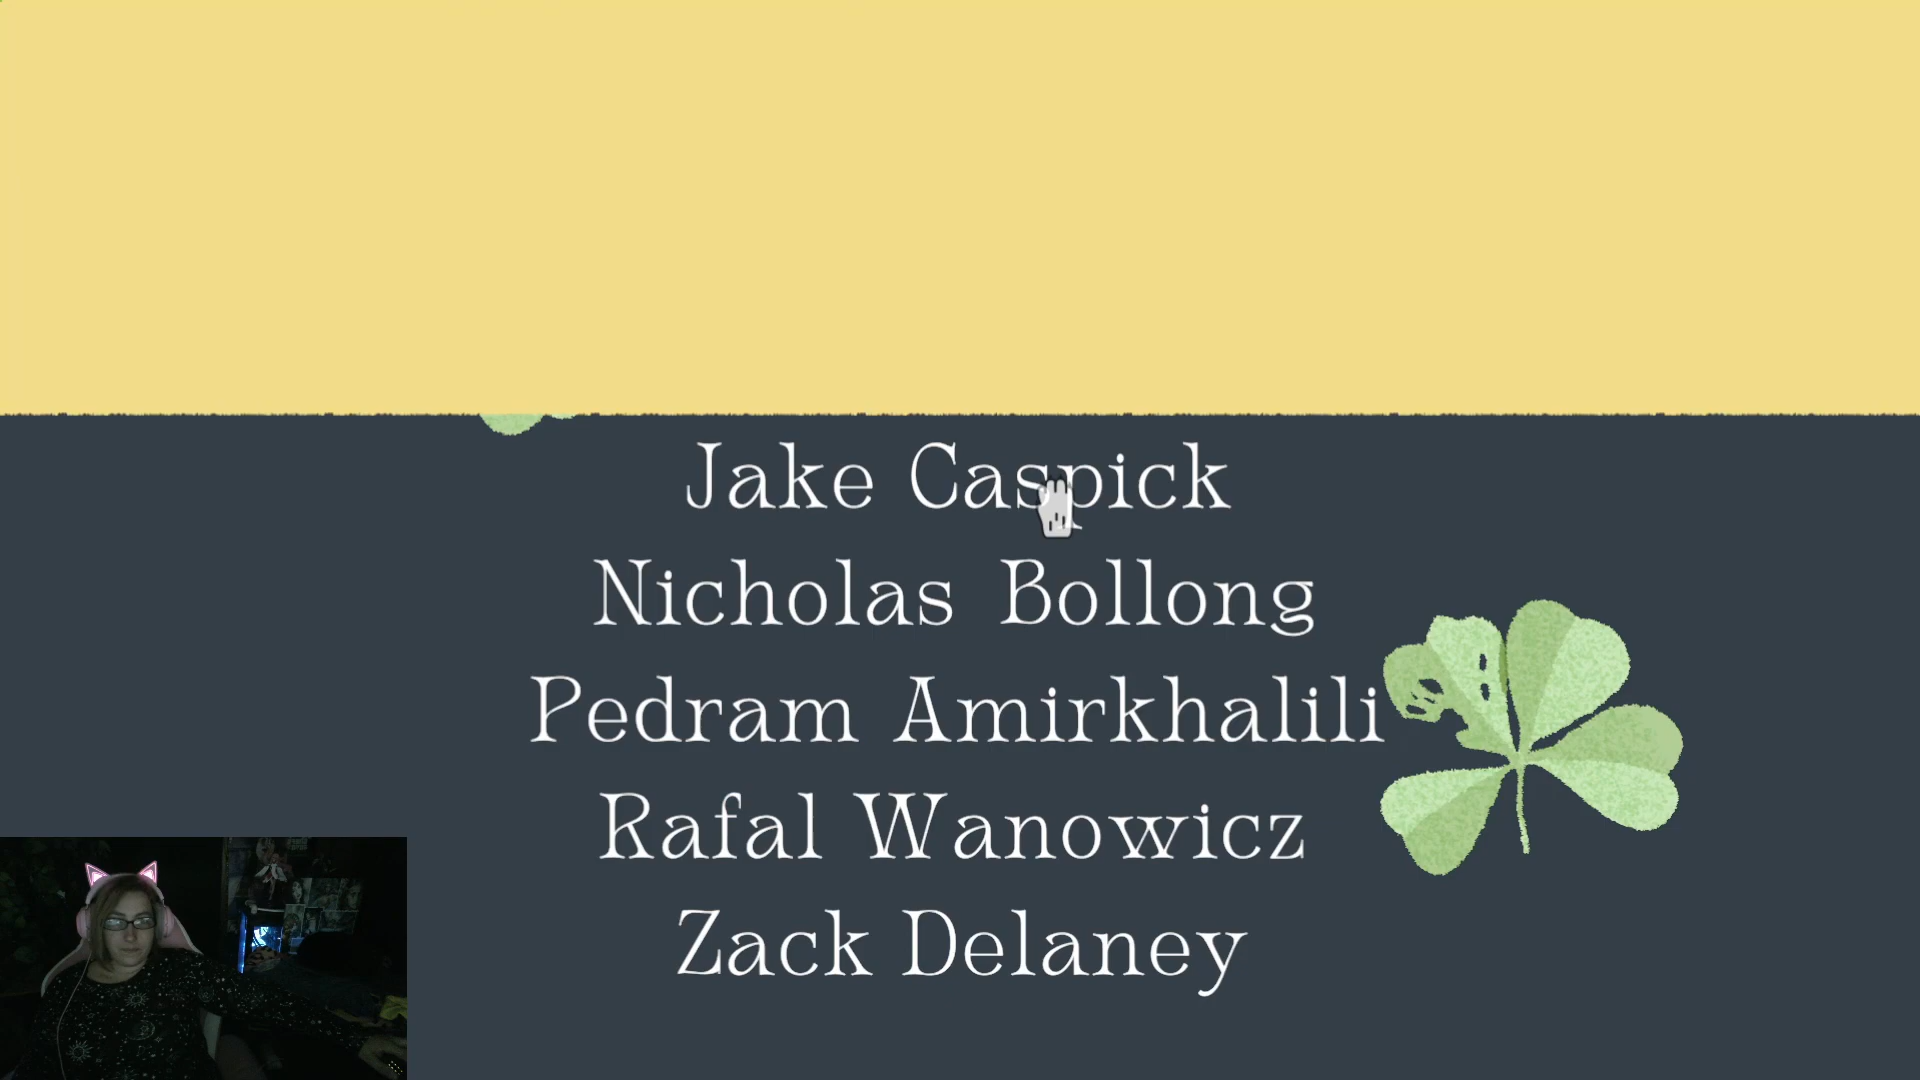 Jake Caspick
Nicholas Bollong
Pedram Amirkhalili
Rafal Wanowicz
Zack Delaney